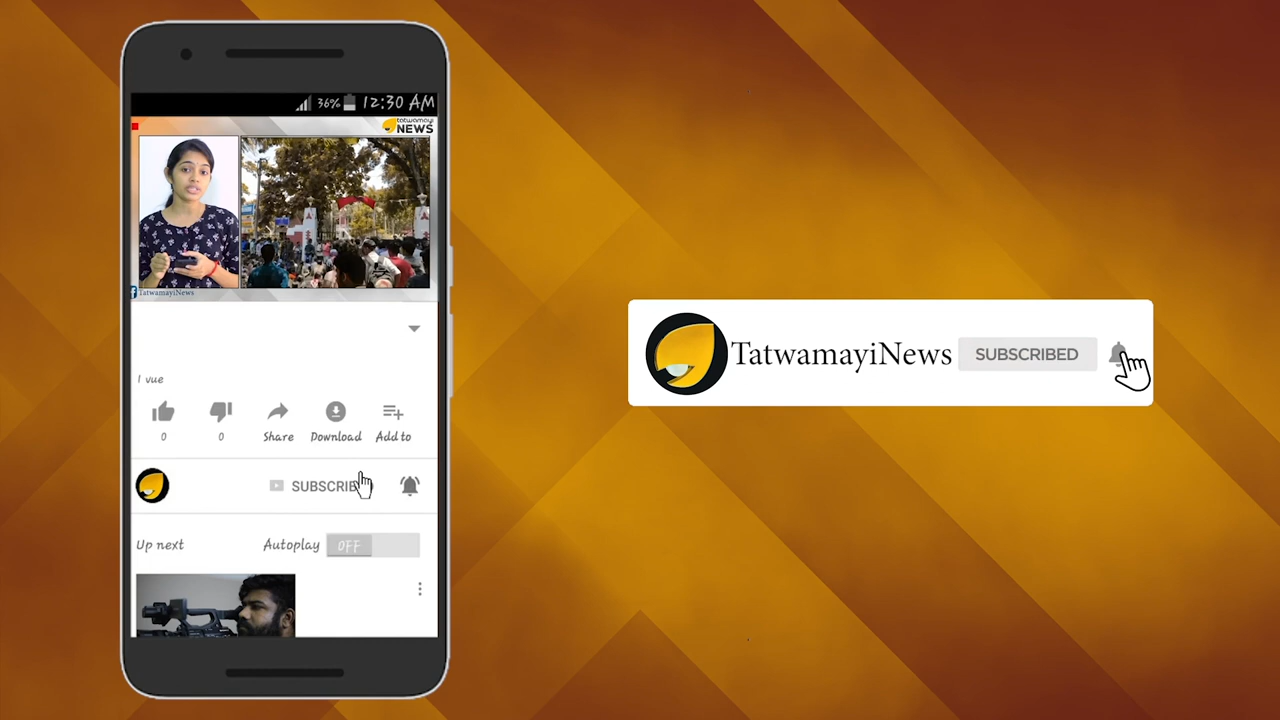 36% 12:30 AM
tatwamayi
NEWS
TatwamayiNews
1 vue
0 0 Share Download Add to
SUBSCRIB
Up next Autoplay OFF
TatwamayiNews SUBSCRIBED